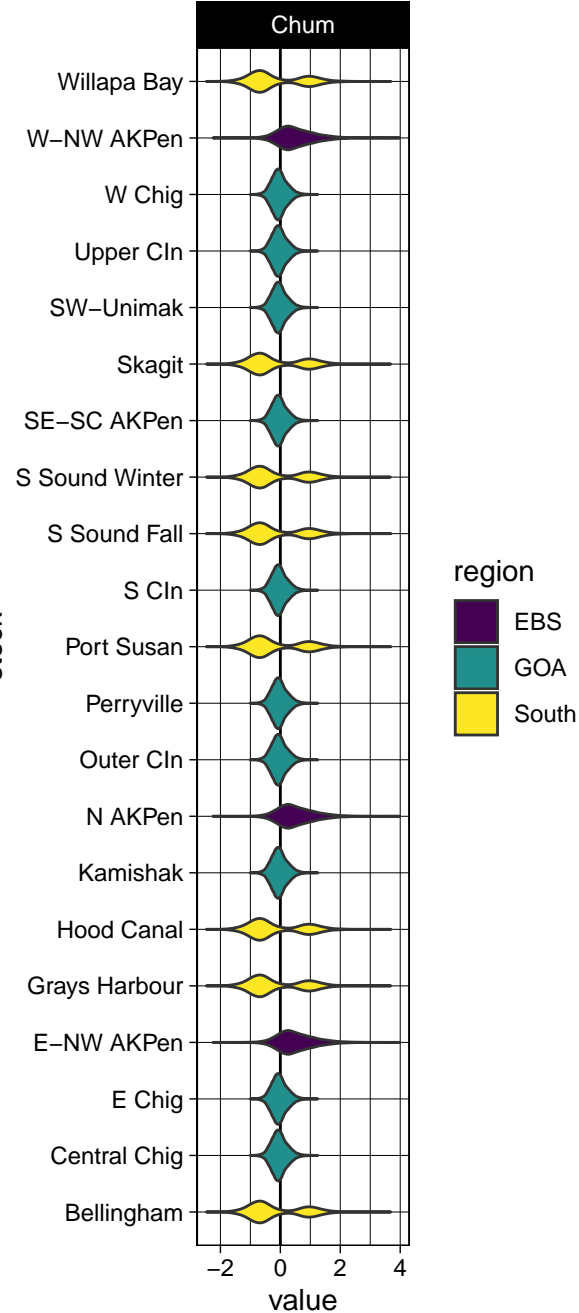 Chum
Willapa Bay
W−NW AKPen
W Chig
Upper CIn
SW−Unimak
Skagit
SE−SC AKPen
S Sound Winter
S Sound Fall
S CIn
Port Susan
Perryville
Outer CIn
N AKPen
Kamishak
Hood Canal
Grays Harbour
E−NW AKPen
E Chig
Central Chig
Bellingham
−2 0 2 4
value
region
EBS
GOA
South